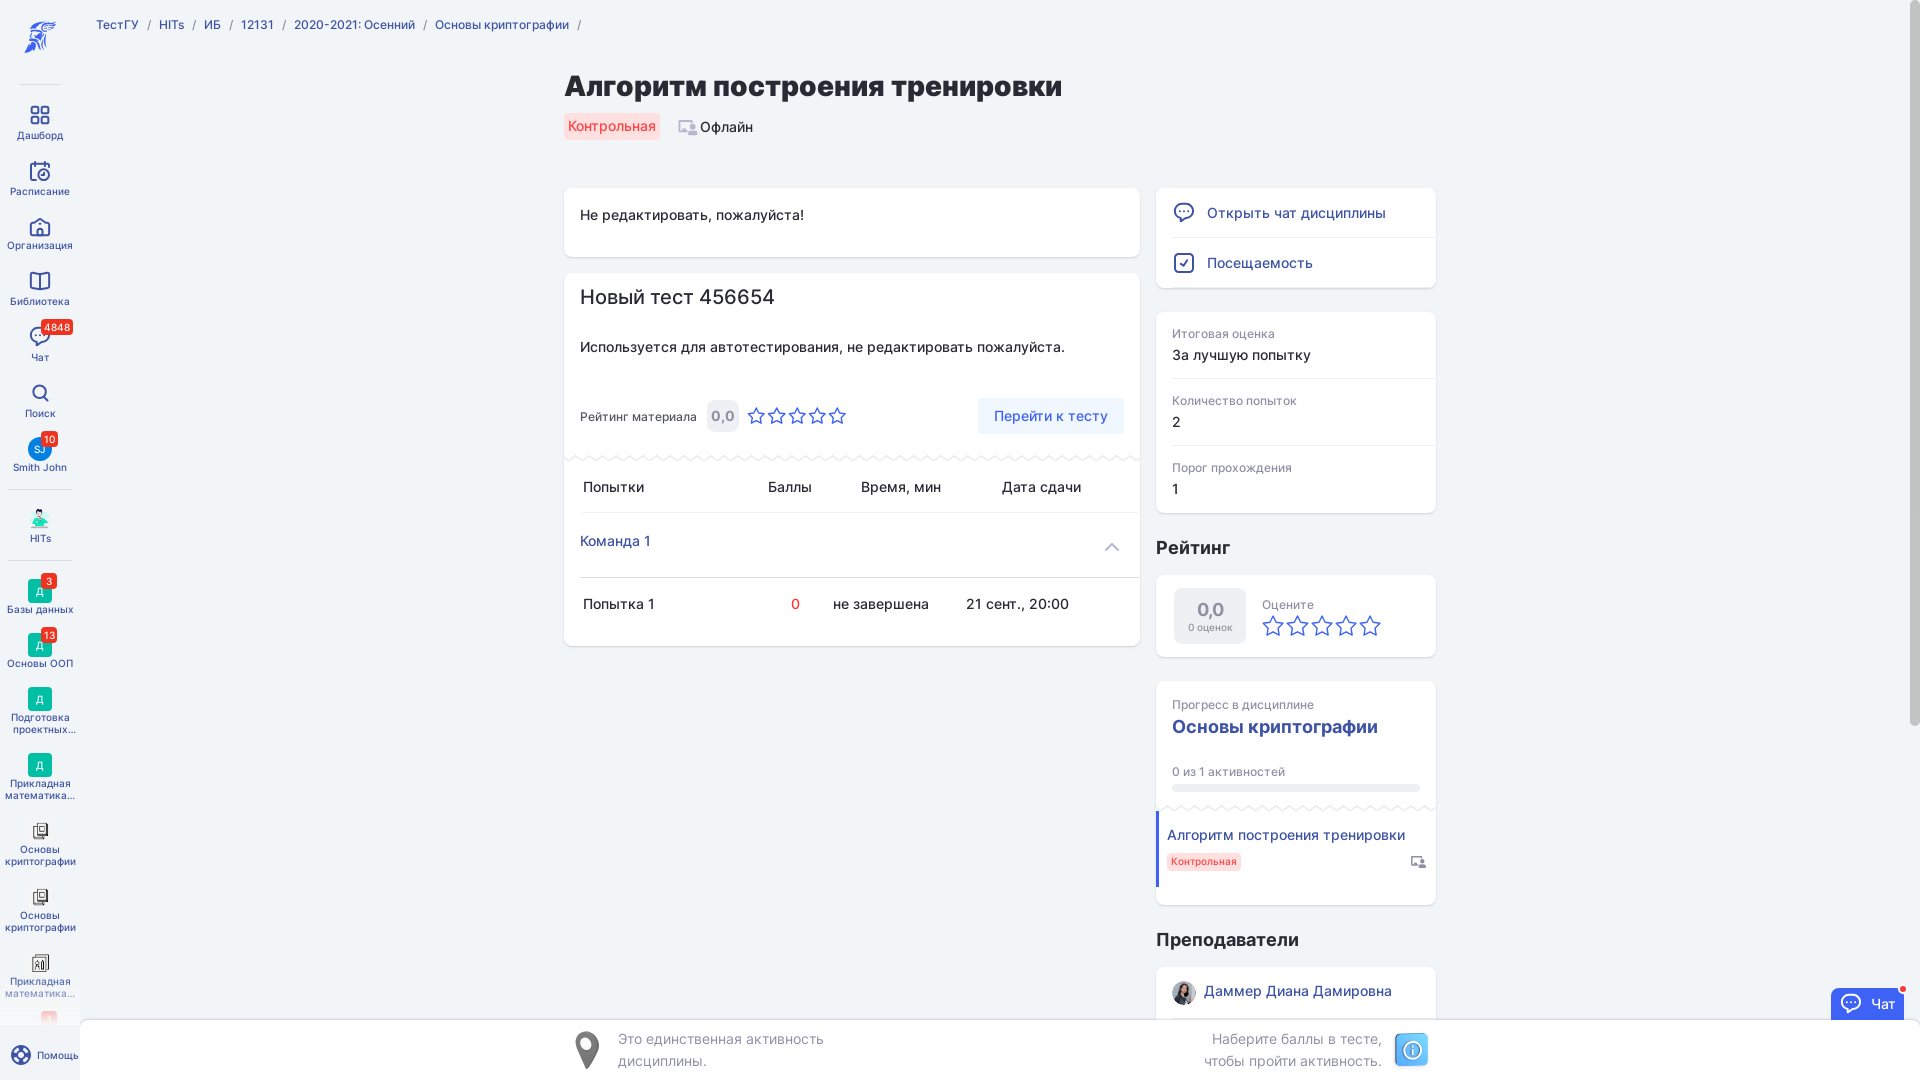 ТестГУ / HITs / ИБ / 12131 / 2020-2021: Осенний / Основы криптографии /
Дашборд
Расписание
Организация
Библиотека
4848
Чат
Поиск
10
SJ
Smith John
HITs
3
Д
Базы данных
13
Д
Основы ООП
Д
Подготовка
проектных...
Д
Прикладная
математика...
Основы
криптографии
Основы
криптографии
Прикладная
математика...
1
Помощь
Алгоритм построения тренировки
Контрольная
Офлайн
Не редактировать, пожалуйста!
Новый тест 456654
Используется для автотестирования, не редактировать пожалуйста.
Рейтинг материала 0,0
Перейти к тесту
Попытки Баллы Время, мин Дата сдачи
Команда 1
Попытка 1 0 не завершена 21 сент., 20:00
Открыть чат дисциплины
Посещаемость
Итоговая оценка
За лучшую попытку
Количество попыток
2
Порог прохождения
1
Рейтинг
0,0
0 оценок
Оцените
Прогресс в дисциплине
Основы криптографии
0 из 1 активностей
Алгоритм построения тренировки
Контрольная
Преподаватели
Даммер Диана Дамировна
Чат
Это единственная активность
дисциплины.
Наберите баллы в тесте,
чтобы пройти активность.